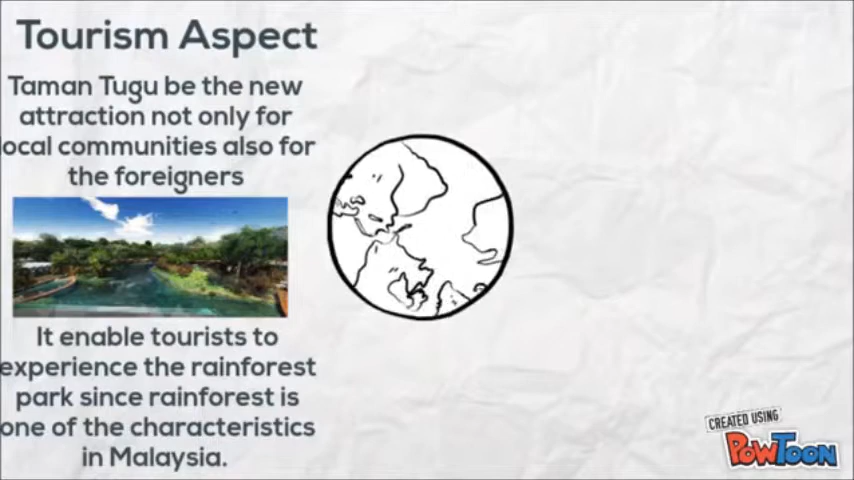 Tourism Aspect
Taman Tugu be the new
attraction not only for
local communities also for
the foreigners
It enable tourists to
experience the rainforest
park since rainforest is
one of the characteristics
in Malaysia.
CREATED USING
POWTOON